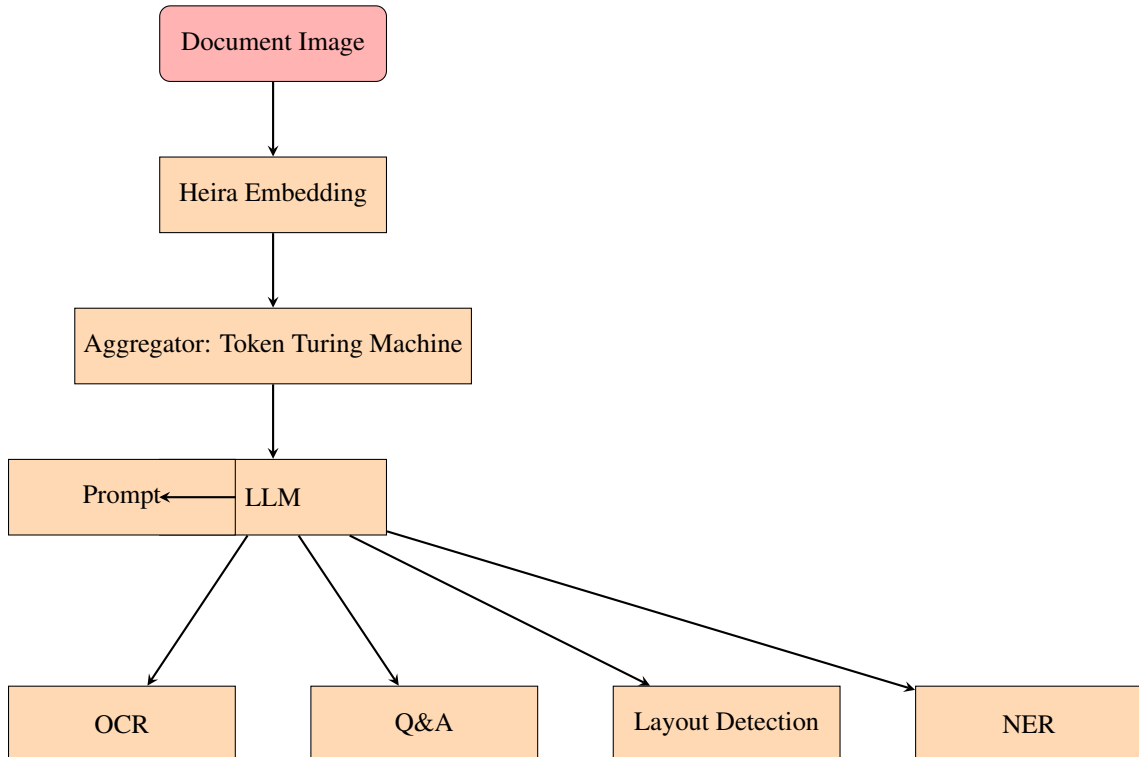 Document Image
Heira Embedding
Aggregator: Token Turing Machine
Prompt
LLM
OCR
Q&A
Layout Detection
NER